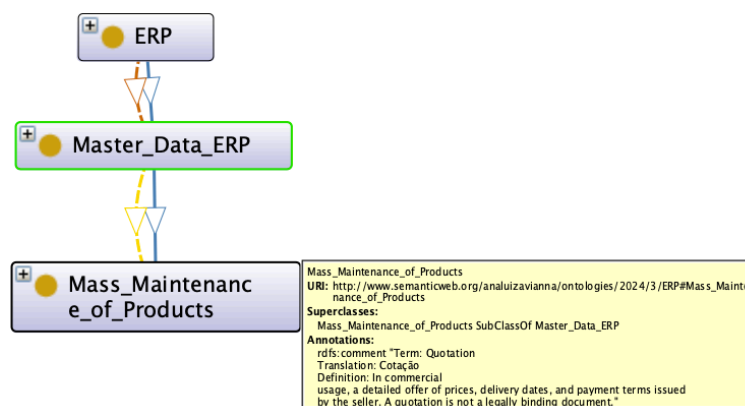 ERP
Master_Data_ERP
Mass_Maintenanc
e_of_Products
Mass_Maintenance_of_Products
URI: http://www.semanticweb.org/analuizavianna/ontologies/2024/3/ERP#Mass_Mainte
nance_of_Products
Superclasses:
Mass_Maintenance_of_Products SubClassOf Master_Data_ERP
Annotations:
rdfs:comment "Term: Quotation
Translation: Cotação
Definition: In commercial
usage, a detailed offer of prices, delivery dates, and payment terms issued
by the seller. A quotation is not a legally binding document."